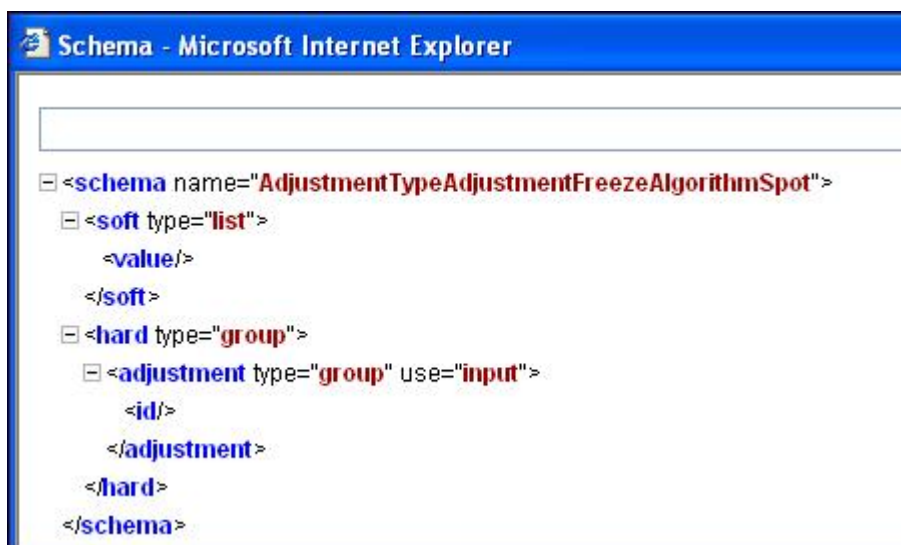 Schema - Microsoft Internet Explorer
<schema name="AdjustmentTypeAdjustmentFreezeAlgorithmSpot">
<soft type="list">
<value/>
</soft>
<hard type="group">
<adjustment type="group" use="input">
<id/>
</adjustment>
</hard>
</schema>